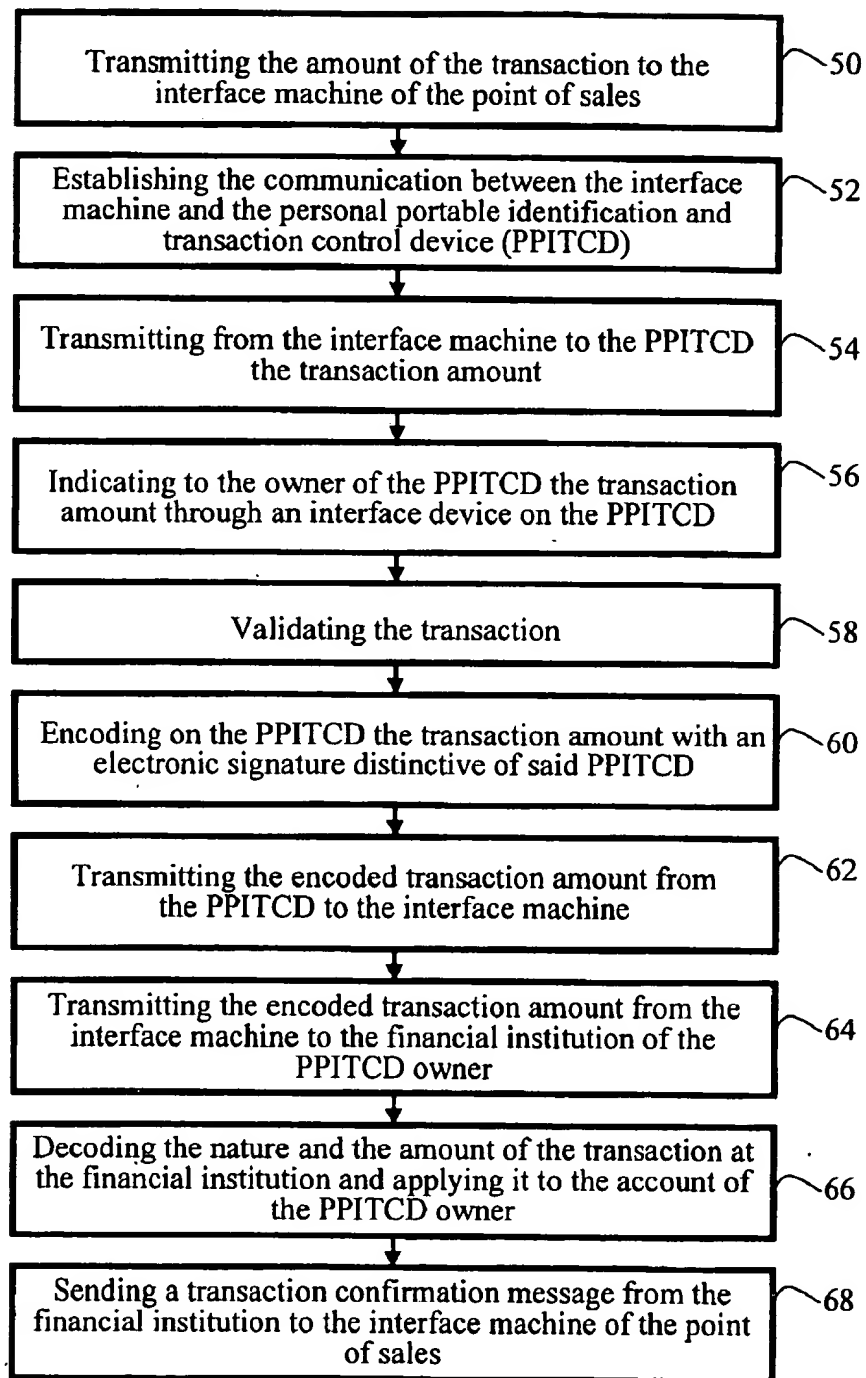 Transmitting the amount of the transaction to the
interface machine of the point of sales
50
Establishing the communication between the interface
machine and the personal portable identification and
transaction control device (PPITCD)
52
Transmitting from the interface machine to the PPITCD
the transaction amount
54
Indicating to the owner of the PPITCD the transaction
amount through an interface device on the PPITCD
56
Validating the transaction
58
Encoding on the PPITCD the transaction amount with an
electronic signature distinctive of said PPITCD
60
Transmitting the encoded transaction amount from
the PPITCD to the interface machine
62
Transmitting the encoded transaction amount from the
interface machine to the financial institution of the
PPITCD owner
64
Decoding the nature and the amount of the transaction at
the financial institution and applying it to the account of
the PPITCD owner
66
Sending a transaction confirmation message from the
financial institution to the interface machine of the point
of sales
68